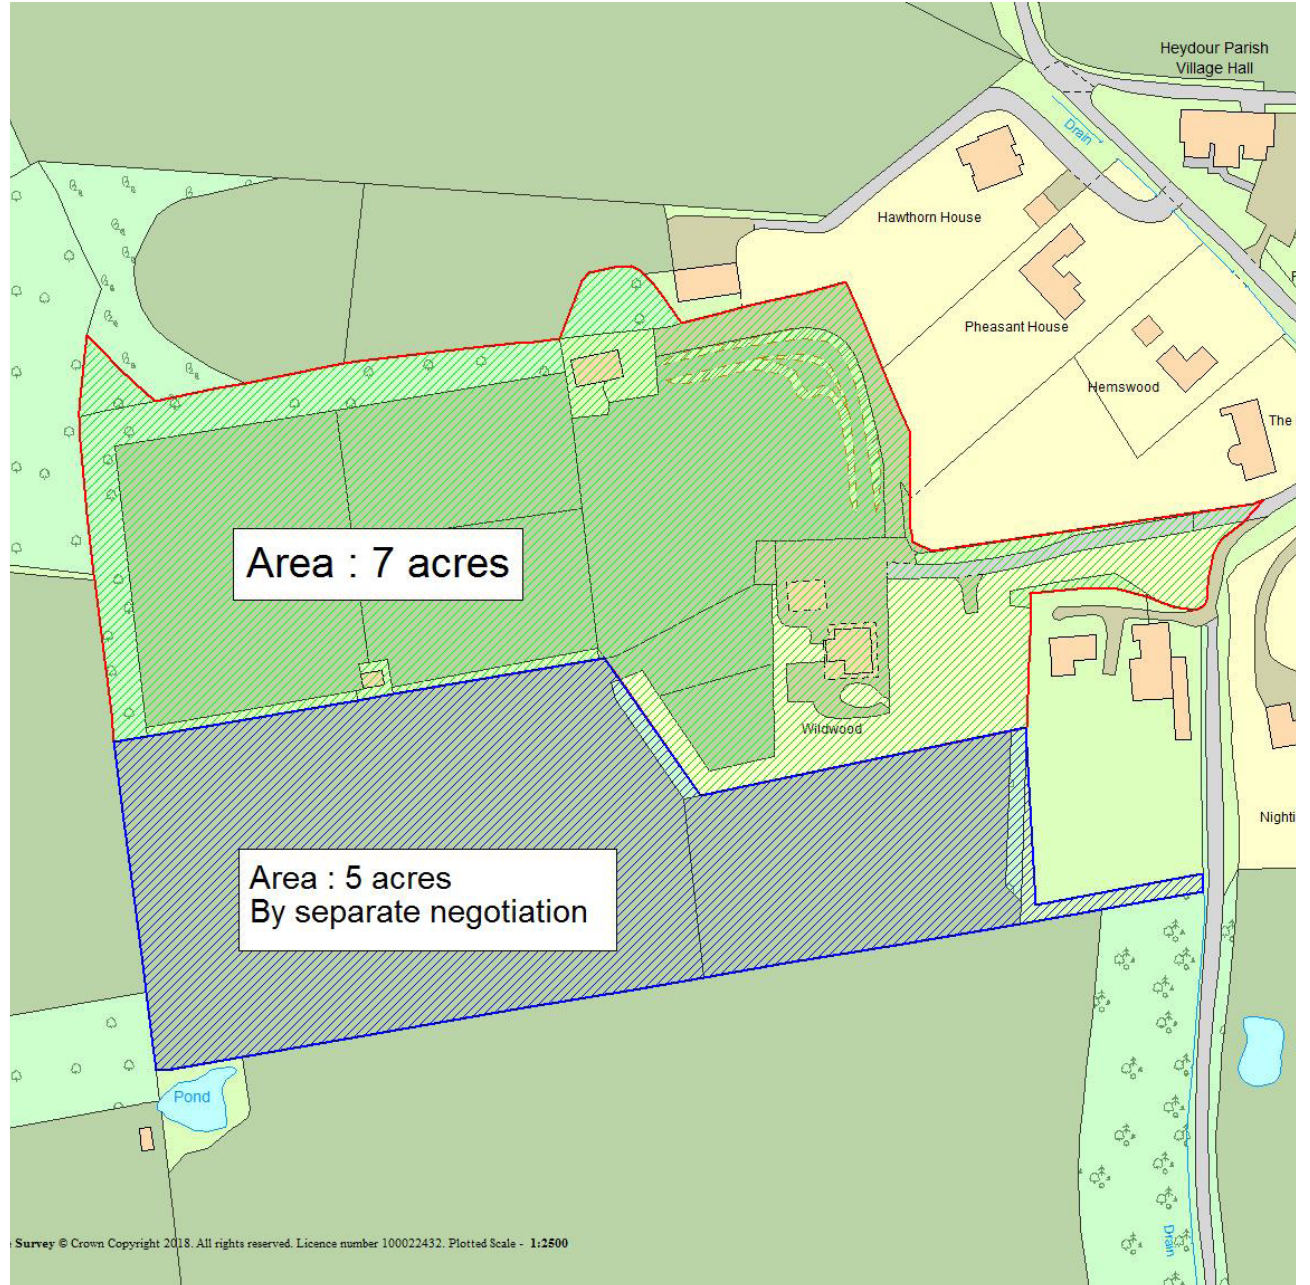 Heydour Parish
Village Hall
Drain
Hawthorn House
Pheasant House
Hemswood
The
Area : 7 acres
Wildwood
Nighti
Area : 5 acres
By separate negotiation
Pond
Drain
Survey © Crown Copyright 2018. All rights reserved. Licence number 100022432. Plotted Scale - 1:2500